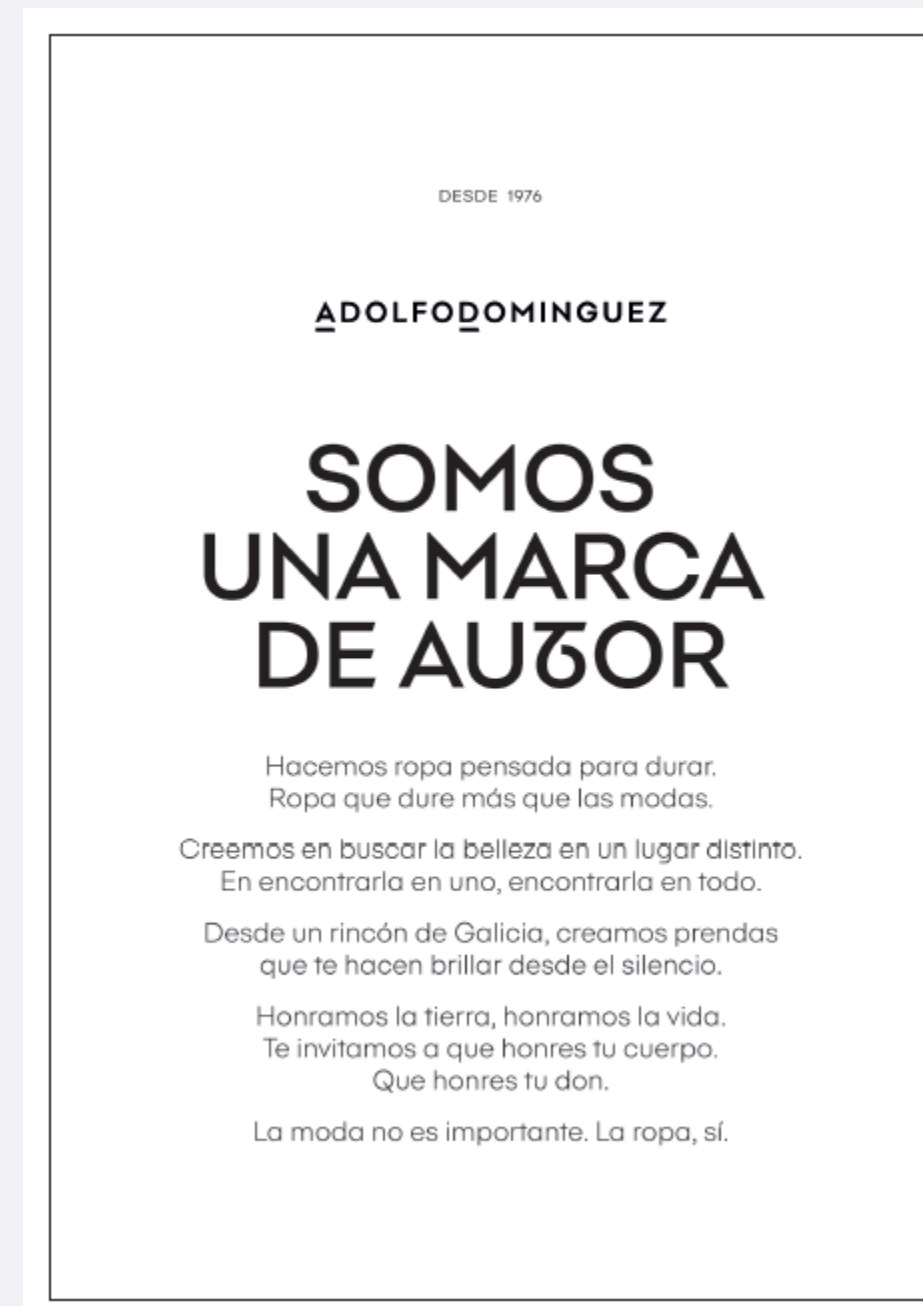 DESDE 1976
ADOLFODOMINGUEZ
SOMOS
UNA MARCA
DE AUTOR
Hacemos ropa pensada para durar.
Ropa que dure más que las modas.
Creemos en buscar la belleza en un lugar distinto.
En encontrarla en uno, encontrarla en todo.
Desde un rincón de Galicia, creamos prendas
que te hacen brillar desde el silencio.
Honramos la tierra, honramos la vida.
Te invitamos a que honres tu cuerpo.
Que honres tu don.
La moda no es importante. La ropa, sí.